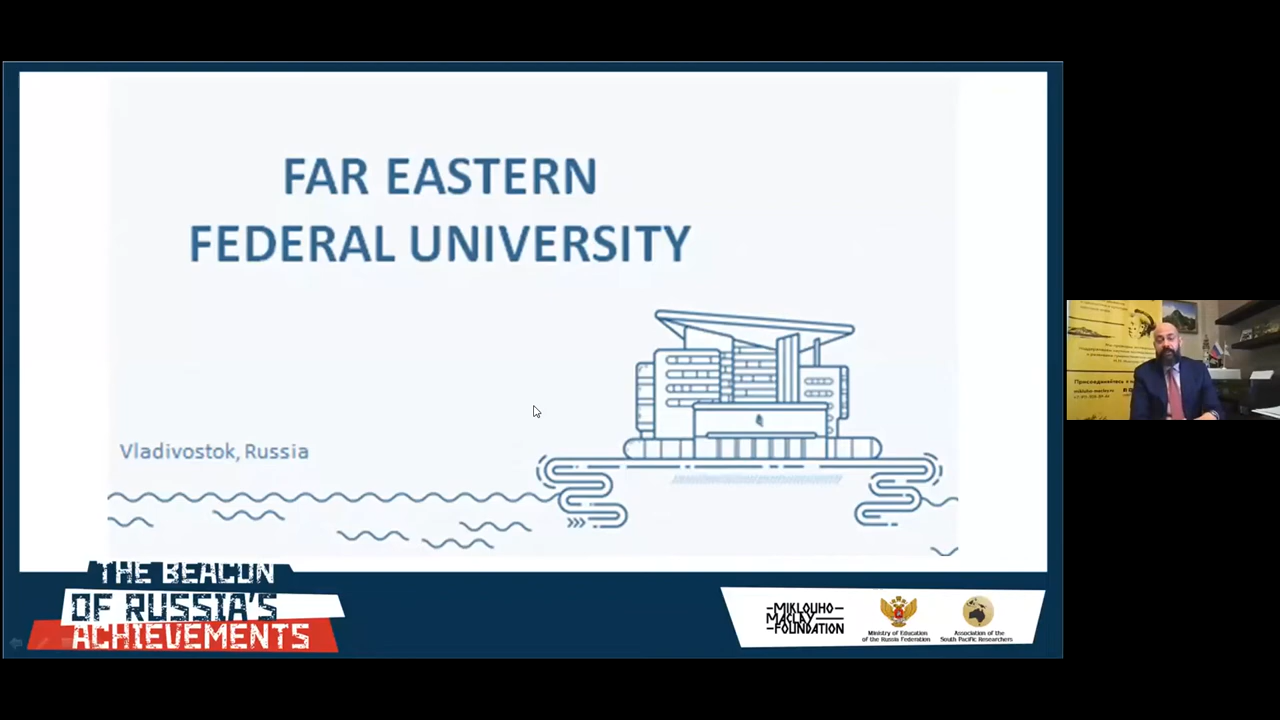 FAR EASTERN
FEDERAL UNIVERSITY
Vladivostok, Russia
THE BEACON
OF RUSSIA'S
ACHIEVEMENTS
MIKLOUHO
MACLAY
FOUNDATION
Ministry of Education
of the Russia Federation
Association of the
South Pacific Researchers
Присоединяйтесь к